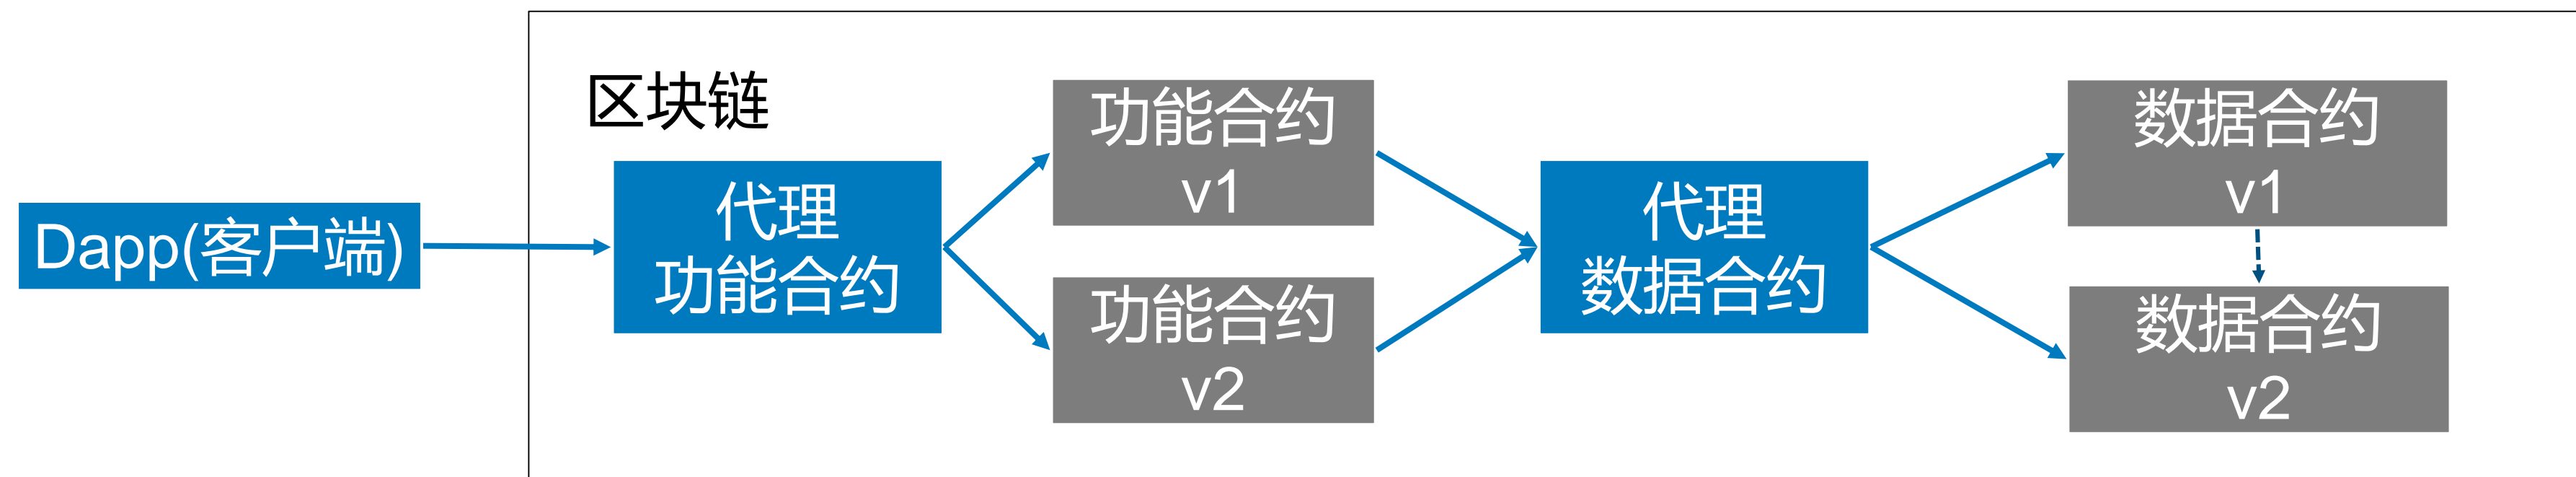 区块链
Dapp(客户端)
代理
功能合约
功能合约
v1
功能合约
v2
代理
数据合约
数据合约
v1
数据合约
v2